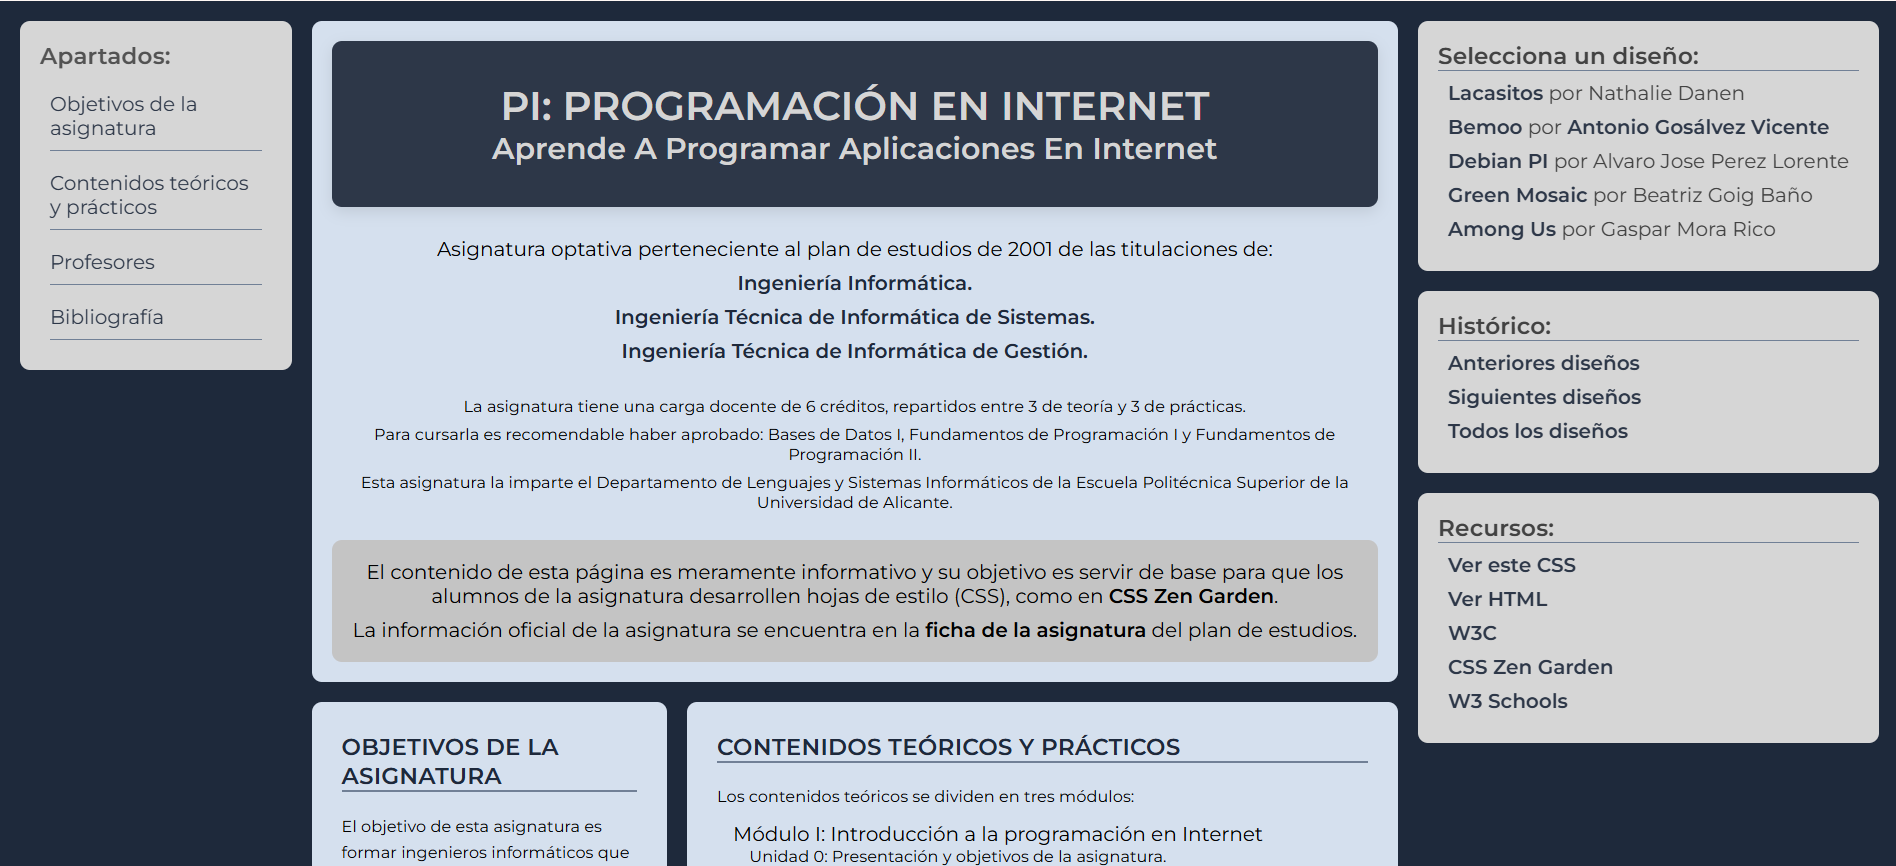 Apartados:
Objetivos de la
asignatura
Contenidos teóricos
y prácticos
Profesores
Bibliografía
PI: PROGRAMACIÓN EN INTERNET
Aprende A Programar Aplicaciones En Internet
Asignatura optativa perteneciente al plan de estudios de 2001 de las titulaciones de:
Ingeniería Informática.
Ingeniería Técnica de Informática de Sistemas.
Ingeniería Técnica de Informática de Gestión.
La asignatura tiene una carga docente de 6 créditos, repartidos entre 3 de teoría y 3 de prácticas.
Para cursarla es recomendable haber aprobado: Bases de Datos I, Fundamentos de Programación I y Fundamentos de
Programación II.
Esta asignatura la imparte el Departamento de Lenguajes y Sistemas Informáticos de la Escuela Politécnica Superior de la
Universidad de Alicante.
El contenido de esta página es meramente informativo y su objetivo es servir de base para que los
alumnos de la asignatura desarrollen hojas de estilo (CSS), como en CSS Zen Garden.
La información oficial de la asignatura se encuentra en la ficha de la asignatura del plan de estudios.
OBJETIVOS DE LA
ASIGNATURA
El objetivo de esta asignatura es
formar ingenieros informáticos que
CONTENIDOS TEÓRICOS Y PRÁCTICOS
Los contenidos teóricos se dividen en tres módulos:
Módulo I: Introducción a la programación en Internet
Unidad 0: Presentación y objetivos de la asignatura.
Selecciona un diseño:
Lacasitos por Nathalie Danen
Bemoo por Antonio Gosálvez Vicente
Debian PI por Alvaro Jose Perez Lorente
Green Mosaic por Beatriz Goig Baño
Among Us por Gaspar Mora Rico
Histórico:
Anteriores diseños
Siguientes diseños
Todos los diseños
Recursos:
Ver este CSS
Ver HTML
W3C
CSS Zen Garden
W3 Schools